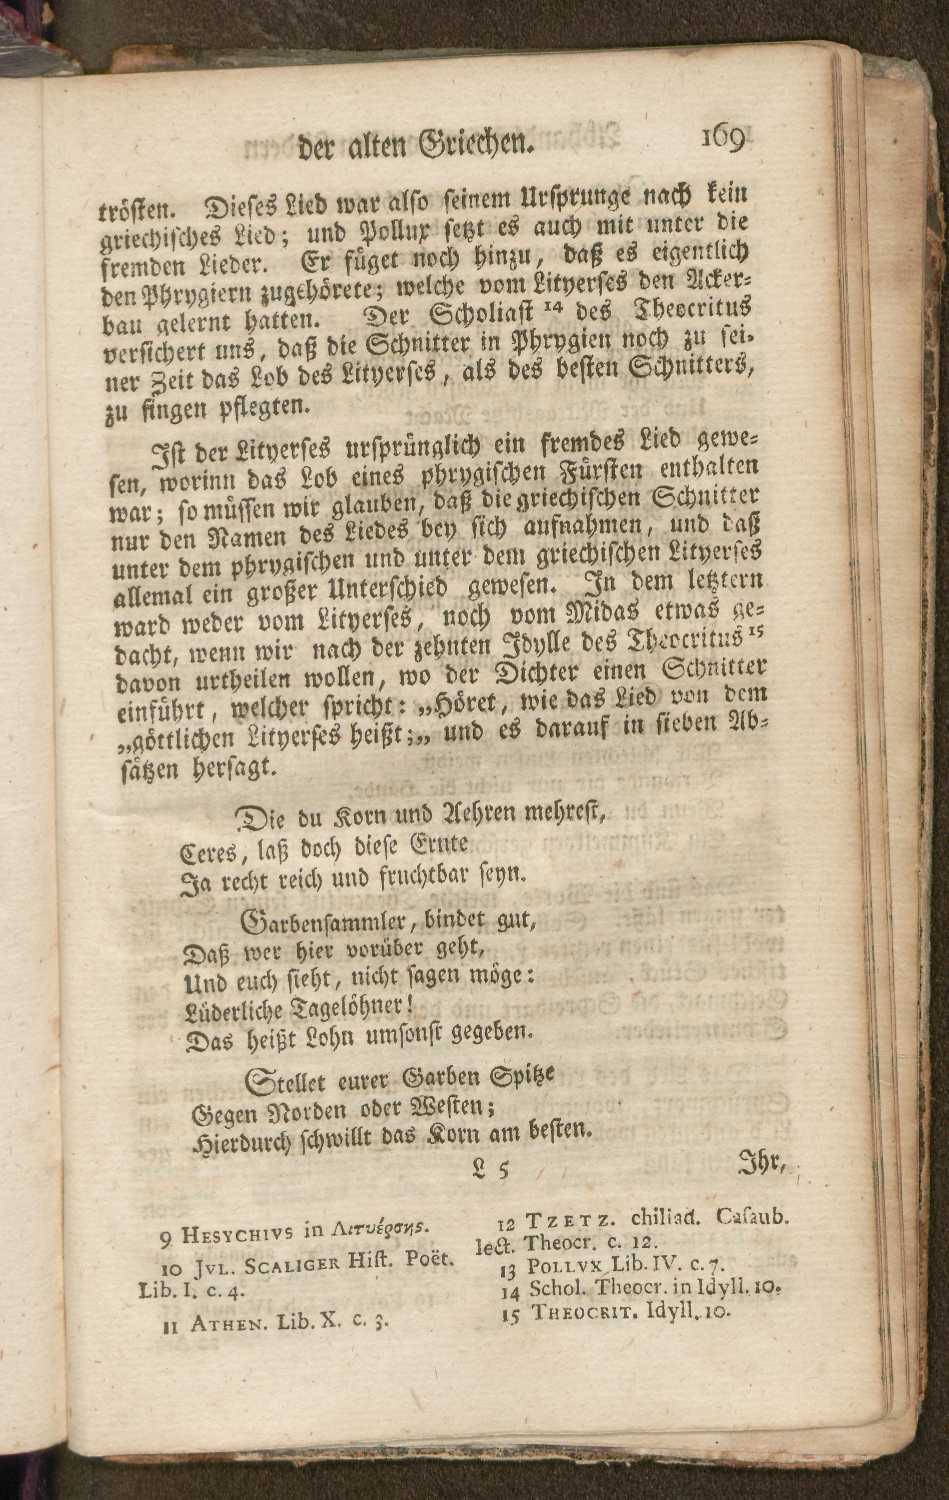 der alten Griechen. 169
trösten. Dieses Lied war also seinem Ursprunge nach kein
griechisches Lied; und Pollux setzt es auch mit unter die
fremden Lieder. Er füget noch hinzu, daß es eigentlich
den Phrygiern zugehörete; welche vom Lityerses den Acker-
bau gelernt hatten. Der Scholiast 14 des Theocritus
versichert uns, daß die Schnitter in Phrygien noch zu sei-
ner Zeit das Lob des Lityerses, als des besten Schnitters,
zu singen pflegten.
Ist der Lityerses ursprünglich ein fremdes Lied gewe-
sen, worinn das Lob eines phrygischen Fürsten enthalten
war; so müssen wir glauben, daß die griechischen Schnitter
nur den Namen des Liedes bey sich aufnahmen, und daß
unter dem phrygischen und unter dem griechischen Lityerses
allemal ein großer Unterschied gewesen. In dem letztern
ward weder vom Lityerses, noch vom Midas etwas ge-
dacht, wenn wir nach der zehnten Idylle des Theocritus 15
davon urtheilen wollen, wo der Dichter einen Schnitter
einführt, welcher spricht: „Höret, wie das Lied von dem
„göttlichen Lityerses heißt;„ und es darauf in sieben Ab-
sätzen hersagt.
Die du Korn und Aehren mehrest,
Ceres, laß doch diese Ernte
Ja recht reich und fruchtbar seyn.
Garbensammler, bindet gut,
Daß wer hier vorüber geht,
Und euch sieht, nicht sagen möge:
Lüderliche Tagelöhner!
Das heißt Lohn umsonst gegeben.
Stellet eurer Garben Spitze
Gegen Norden oder Westen;
Hierdurch schwillt das Korn am besten.
L 5 Ihr,
9 HESYCHIVS in Λιτυέρσης.
10 JVL. SCALIGER Hist. Poët.
Lib. I. c. 4.
11 ATHEN. Lib. X. c. 3.
12 TZETZ. chiliad. Casaub.
lect. Theocr. c. 12.
13 POLLVX Lib. IV. c. 7.
14 Schol. Theocr. in Idyll. 10.
15 THEOCRIT. Idyll. 10.